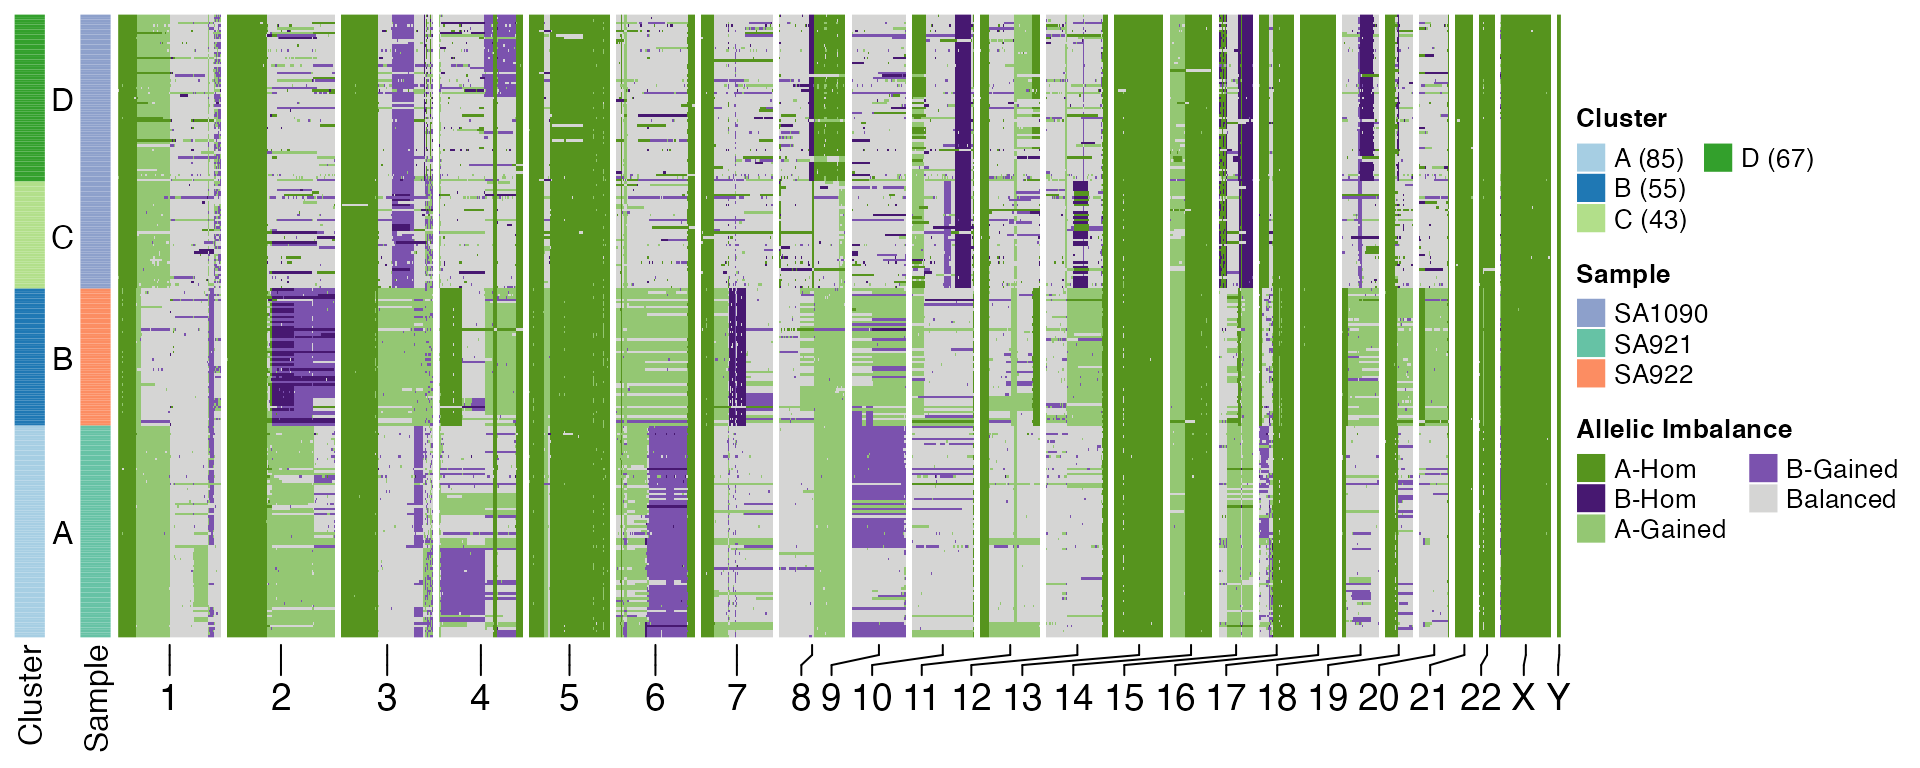 D
C
B
A
Cluster
Sample
1 2 3 4 5 6 7 8 9 10 11 12 13 14 15 16 17 18 19 20 21 22 X Y
Cluster
A (85) D (67)
B (55)
C (43)
Sample
SA1090
SA921
SA922
Allelic Imbalance
A-Hom B-Gained
B-Hom Balanced
A-Gained